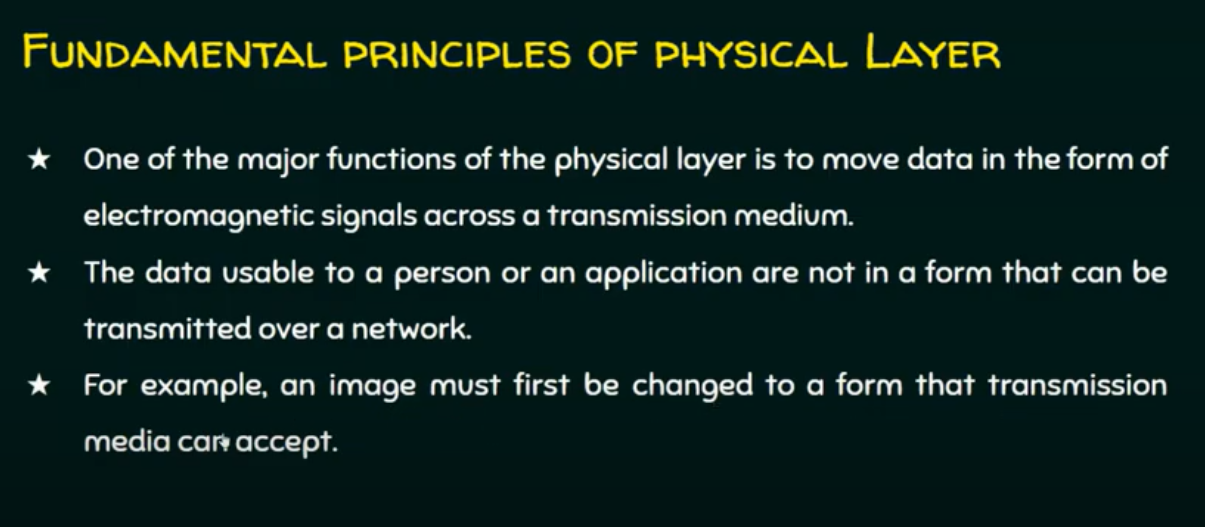 Fundamental principles of physical Layer
★ One of the major functions of the physical layer is to move data in the form of
electromagnetic signals across a transmission medium.
★ The data usable to a person or an application are not in a form that can be
transmitted over a network.
★ For example, an image must first be changed to a form that transmission
media can accept.